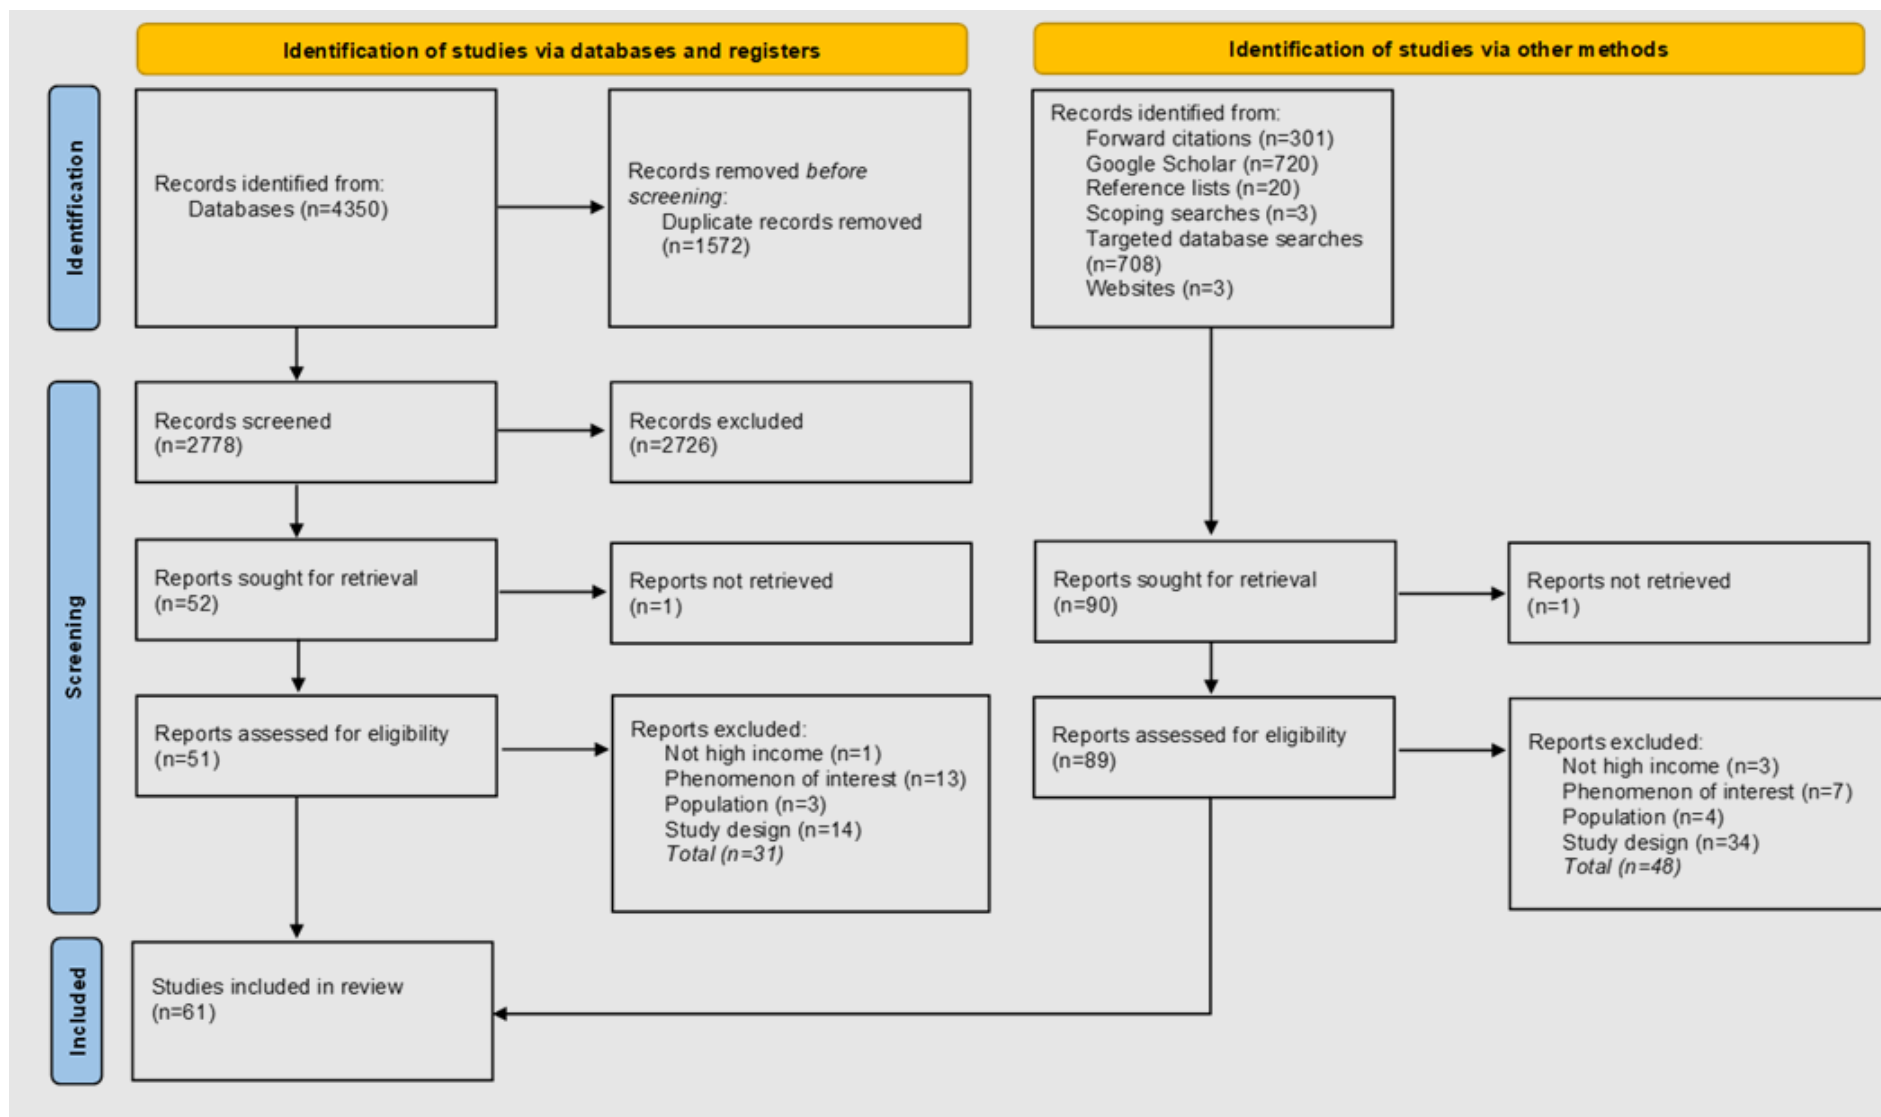 Identification of studies via databases and registers
Identification of studies via other methods
Identification
Records identified from:
Databases (n=4350)
Records removed before
screening:
Duplicate records removed
(n=1572)
Records identified from:
Forward citations (n=301)
Google Scholar (n=720)
Reference lists (n=20)
Scoping searches (n=3)
Targeted database searches
(n=708)
Websites (n=3)
Screening
Records screened
(n=2778)
Records excluded
(n=2726)
Reports sought for retrieval
(n=52)
Reports not retrieved
(n=1)
Reports sought for retrieval
(n=90)
Reports not retrieved
(n=1)
Reports assessed for eligibility
(n=51)
Reports excluded:
Not high income (n=1)
Phenomenon of interest (n=13)
Population (n=3)
Study design (n=14)
Total (n=31)
Reports assessed for eligibility
(n=89)
Reports excluded:
Not high income (n=3)
Phenomenon of interest (n=7)
Population (n=4)
Study design (n=34)
Total (n=48)
Included
Studies included in review
(n=61)